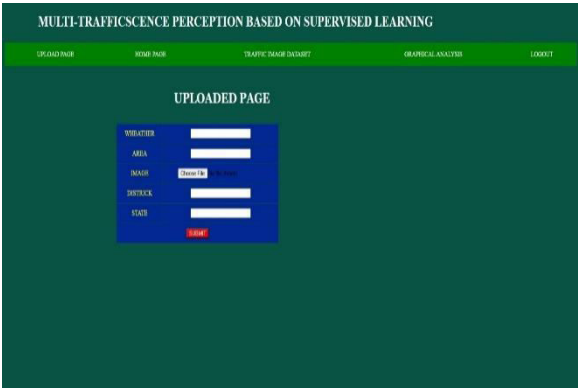 MULTI-TRAFFICSCENCE PERCEPTION BASED ON SUPERVISED LEARNING
UPLOAD PAGE HOME PAGE TRAFFIC IMAGE DATASET GRAPHICAL ANALYSIS LOGOUT
UPLOADED PAGE
WHEATHER
AREA
IMAGE Choose File
DISTRICK
STATE
SUBMIT